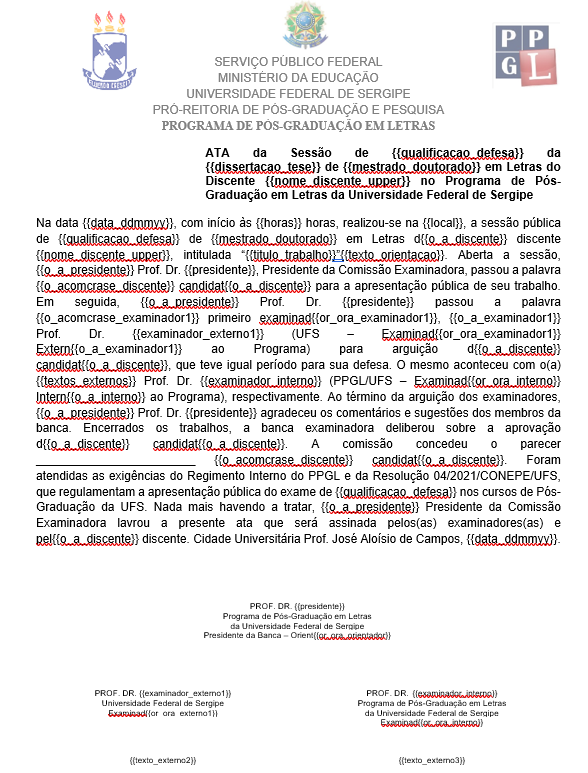 P P
G L
SERVIÇO PÚBLICO FEDERAL
MINISTÉRIO DA EDUCAÇÃO
UNIVERSIDADE FEDERAL DE SERGIPE
PRÓ-REITORIA DE PÓS-GRADUAÇÃO E PESQUISA
PROGRAMA DE PÓS-GRADUAÇÃO EM LETRAS
ATA da Sessão de {{qualificacao_defesa}} da
{{dissertacao_tese}} de {{mestrado_doutorado}} em Letras do
Discente {{nome_discente_upper}} no Programa de Pós-
Graduação em Letras da Universidade Federal de Sergipe
Na data {{data_ddmmyy}}, com início às {{horas}} horas, realizou-se na {{local}}, a sessão pública
de {{qualificacao_defesa}} de {{mestrado_doutorado}} em Letras d{{o_a_discente}} discente
{{nome_discente_upper}}, intitulada “{{titulo_trabalho}}”{{texto_orientacao}}. Aberta a sessão,
{{o_a_presidente}} Prof. Dr. {{presidente}}, Presidente da Comissão Examinadora, passou a palavra
{{o_acomcrase_discente}} candidat{{o_a_discente}} para a apresentação pública de seu trabalho.
Em seguida, {{o_a_presidente}} Prof. Dr. {{presidente}} passou a palavra
{{o_acomcrase_examinador1}} primeiro examinad{{or_ora_examinador1}}, {{o_a_examinador1}}
Prof. Dr. {{examinador_externo1}} (UFS – Examinad{{or_ora_examinador1}}
Extern{{o_a_examinador1}} ao Programa) para arguição d{{o_a_discente}}
candidat{{o_a_discente}}, que teve igual período para sua defesa. O mesmo aconteceu com o(a)
{{textos_externos}} Prof. Dr. {{examinador_interno}} (PPGL/UFS – Examinad{{or_ora_interno}}
Intern{{o_a_interno}} ao Programa), respectivamente. Ao término da arguição dos examinadores,
{{o_a_presidente}} Prof. Dr. {{presidente}} agradeceu os comentários e sugestões dos membros da
banca. Encerrados os trabalhos, a banca examinadora deliberou sobre a aprovação
d{{o_a_discente}} candidat{{o_a_discente}}. A comissão concedeu o parecer
________________________ {{o_acomcrase_discente}} candidat{{o_a_discente}}. Foram
atendidas as exigências do Regimento Interno do PPGL e da Resolução 04/2021/CONEPE/UFS,
que regulamentam a apresentação pública do exame de {{qualificacao_defesa}} nos cursos de Pós-
Graduação da UFS. Nada mais havendo a tratar, {{o_a_presidente}} Presidente da Comissão
Examinadora lavrou a presente ata que será assinada pelos(as) examinadores(as) e
pel{{o_a_discente}} discente. Cidade Universitária Prof. José Aloísio de Campos, {{data_ddmmyy}}.
PROF. DR. {{presidente}}
Programa de Pós-Graduação em Letras
da Universidade Federal de Sergipe
Presidente da Banca – Orient{{or_ora_orientador}}
PROF. DR. {{examinador_externo1}}
Universidade Federal de Sergipe
Examinad{{or_ora_externo1}}
PROF. DR. {{examinador_interno}}
Programa de Pós-Graduação em Letras
da Universidade Federal de Sergipe
Examinad{{or_ora_interno}}
{{texto_externo2}}
{{texto_externo3}}